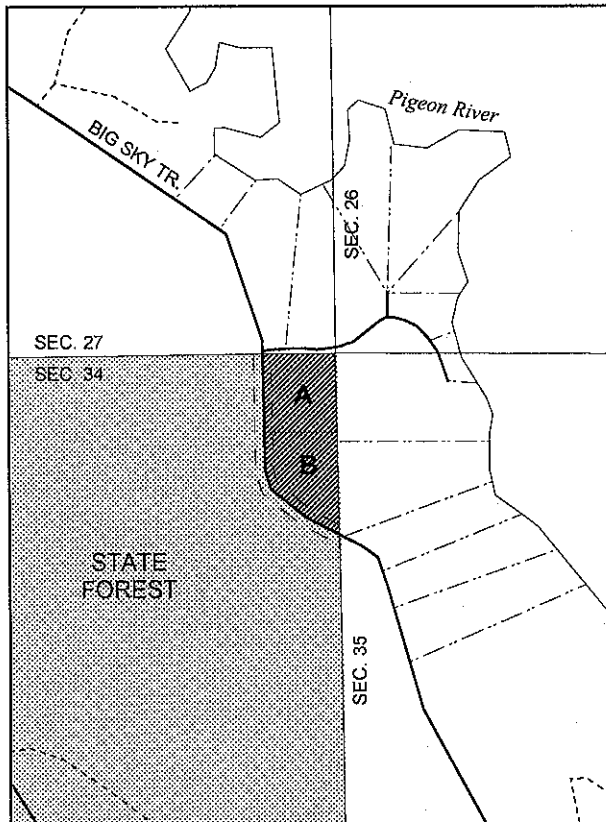 Pigeon River
BIG SKY TR.
SEC. 26
SEC. 27
SEC. 34
A
B
STATE
FOREST
SEC. 35